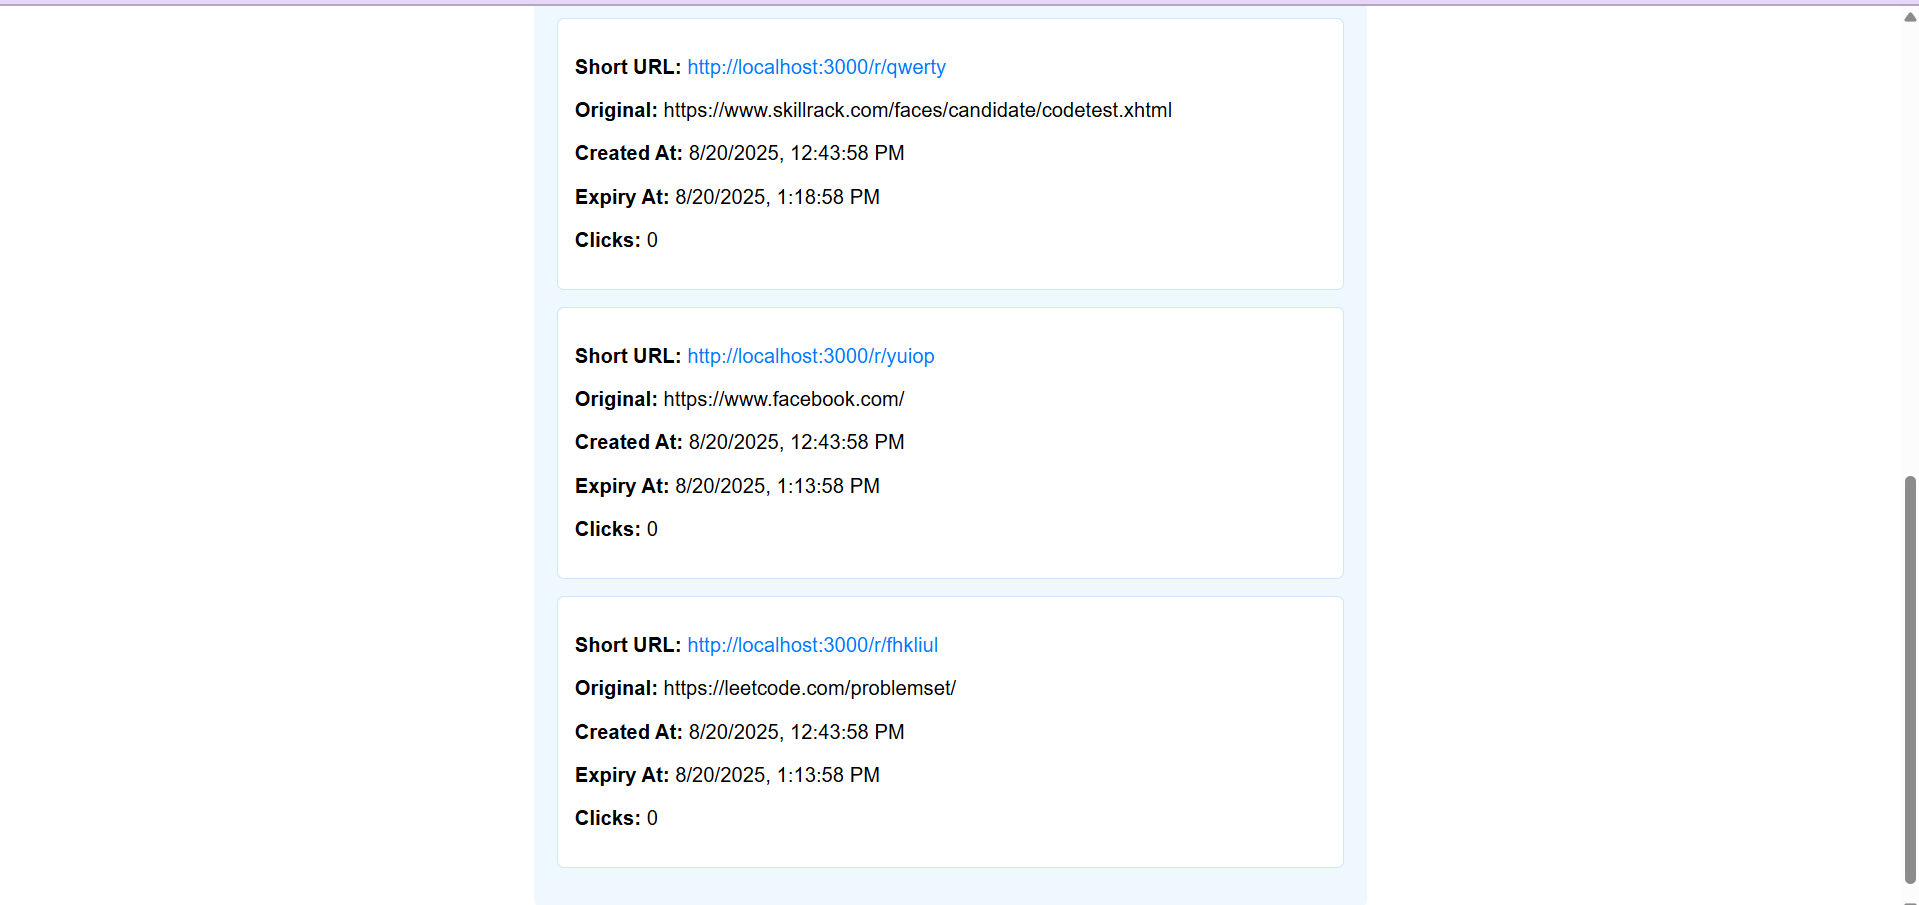 Short URL: http://localhost:3000/r/qwerty
Original: https://www.skillrack.com/faces/candidate/codetest.xhtml
Created At: 8/20/2025, 12:43:58 PM
Expiry At: 8/20/2025, 1:18:58 PM
Clicks: 0
Short URL: http://localhost:3000/r/yuiop
Original: https://www.facebook.com/
Created At: 8/20/2025, 12:43:58 PM
Expiry At: 8/20/2025, 1:13:58 PM
Clicks: 0
Short URL: http://localhost:3000/r/fhkliul
Original: https://leetcode.com/problemset/
Created At: 8/20/2025, 12:43:58 PM
Expiry At: 8/20/2025, 1:13:58 PM
Clicks: 0